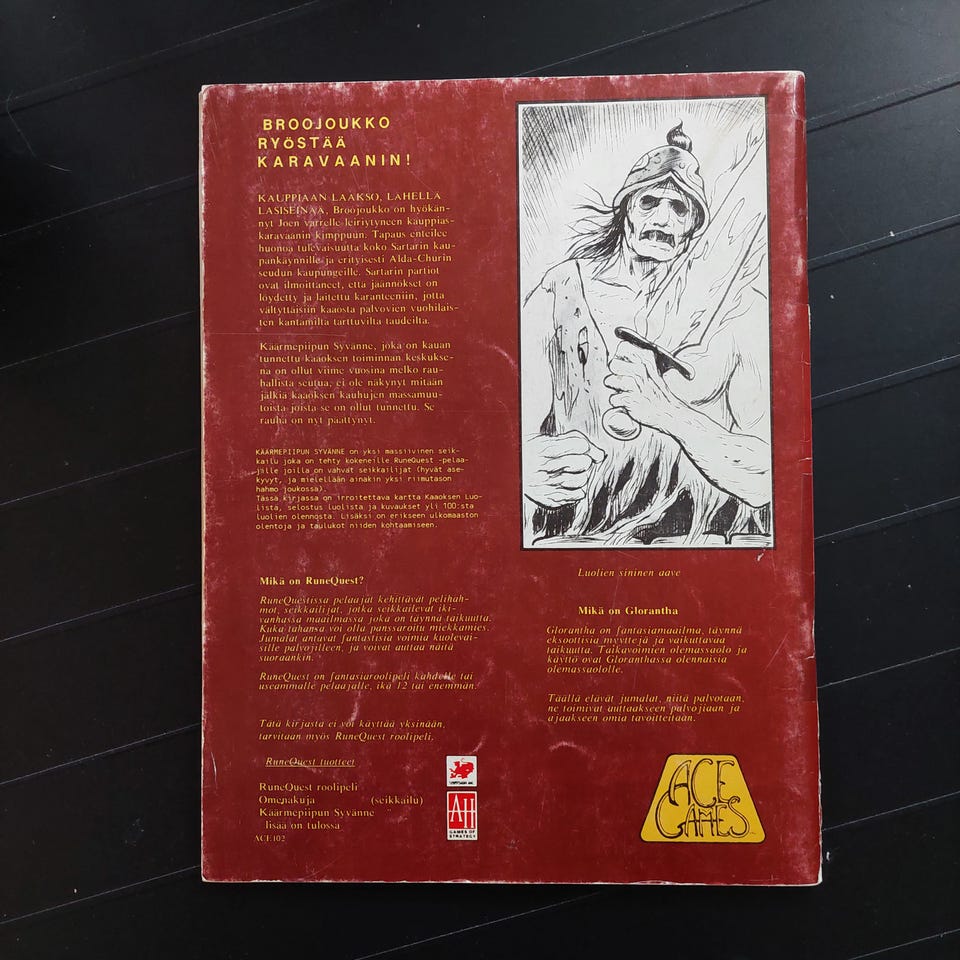 BROOJOUKKO
RYÖSTÄÄ
KARAVAANIN!
KAUPPIAAN LAAKSO, LÄHELLÄ
LASISEINÄÄ, Broojoukko on hyökän-
nyt Joen varrelle leiriytyneen kauppias-
karavaanin kimppuun. Tapaus enteilee
huonoa tulevaisuutta koko Sartarin kau-
pankäynnille ja erityisesti Alda-Churin
seudun kaupungeille. Sartarin partiot
ovat ilmoittaneet, että jäännökset on
löydetty ja laitettu karanteeniin, jotta
vältyttäisiin kaaosta palvovien vuohilais-
ten kantamilta tarttuvilta taudeilta.
Käärmepiipun Syvänne, joka on kauan
tunnettu kaaoksen toiminnan keskukse-
na on ollut viime vuosina melko rau-
hallista seutua, ei ole näkynyt mitään
jälkiä kaaoksen kauhujen massamuu-
toista joista se on ollut tunnettu. Se
rauha on nyt päättynyt.
KÄÄRMEPIIPUN SYVÄNNE on yksi massiivinen seik-
kailu joka on tehty kokeneille RuneQuest -pelaa-
jälle joilla on vahvat seikkailijat (hyvät ase-
kyvyt, ja mielellään ainakin yksi riimutason
hahmo joukossa).
Tässä kirjassa on irroitettava kartta Kaaoksen Luo-
lista, selostus luolista ja kuvaukset yli 100:sta
luolien olennosta. Lisäksi on erikseen ulkomaaston
olentoja ja taulukot niiden kohtaamiseen.
Mikä on RuneQuest?
RuneQuestissa pelaajat kehittävät pelihah-
mot, seikkailijat, jotka seikkailevat iki-
vanhassa maailmassa joka on täynnä taikuutta.
Kuka tahansa voi olla panssaroitu miekkamies.
Jumalat antavat fantastisia voimia kuolevai-
sille palvojilleen, ja voivat auttaa näitä
suoraankin.
RuneQuest on fantasiaroolipeli kahdelle tai
useammalle pelaajalle, ikä 12 tai enemmän.
Tätä kirjasta ei voi käyttää yksinään,
tarvitaan myös RuneQuest roolipeli.
RuneQuest tuotteet
RuneQuest roolipeli
Omenakuja (seikkailu)
Käärmepiipun Syvänne
lisää on tulossa
ACE102
AH
GAMES OF
STRATEGY
Luolien sininen aave
Mikä on Glorantha
Glorantha on fantasiamaailma, täynnä
eksoottisia myyttejä ja vaikuttavaa
taikuutta. Taikavoimien olemassaolo ja
käyttö ovat Gloranthassa olennaisia
olemassaololle.
Täällä elävät jumalat, niitä palvotaan,
ne toimivat auttaakseen palvojiaan ja
ajaakseen omia tavoitteitaan.
ACE
GAMES